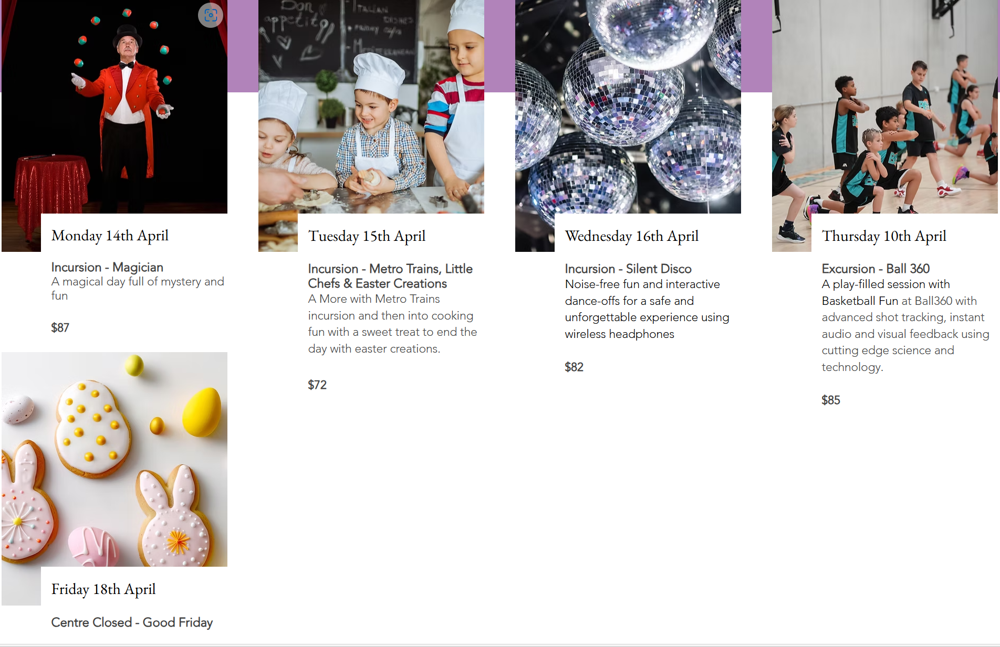 Bon
appetit
ITALIAN
DISHES
MEDITERRANEAN
Monday 14th April
Incursion - Magician
A magical day full of mystery and
fun
$87
Tuesday 15th April
Incursion - Metro Trains, Little
Chefs & Easter Creations
A More with Metro Trains
incursion and then into cooking
fun with a sweet treat to end the
day with easter creations.
$72
Wednesday 16th April
Incursion - Silent Disco
Noise-free fun and interactive
dance-offs for a safe and
unforgettable experience using
wireless headphones
$82
Thursday 10th April
Excursion - Ball 360
A play-filled session with
Basketball Fun at Ball360 with
advanced shot tracking, instant
audio and visual feedback using
cutting edge science and
technology.
$85
Friday 18th April
Centre Closed - Good Friday